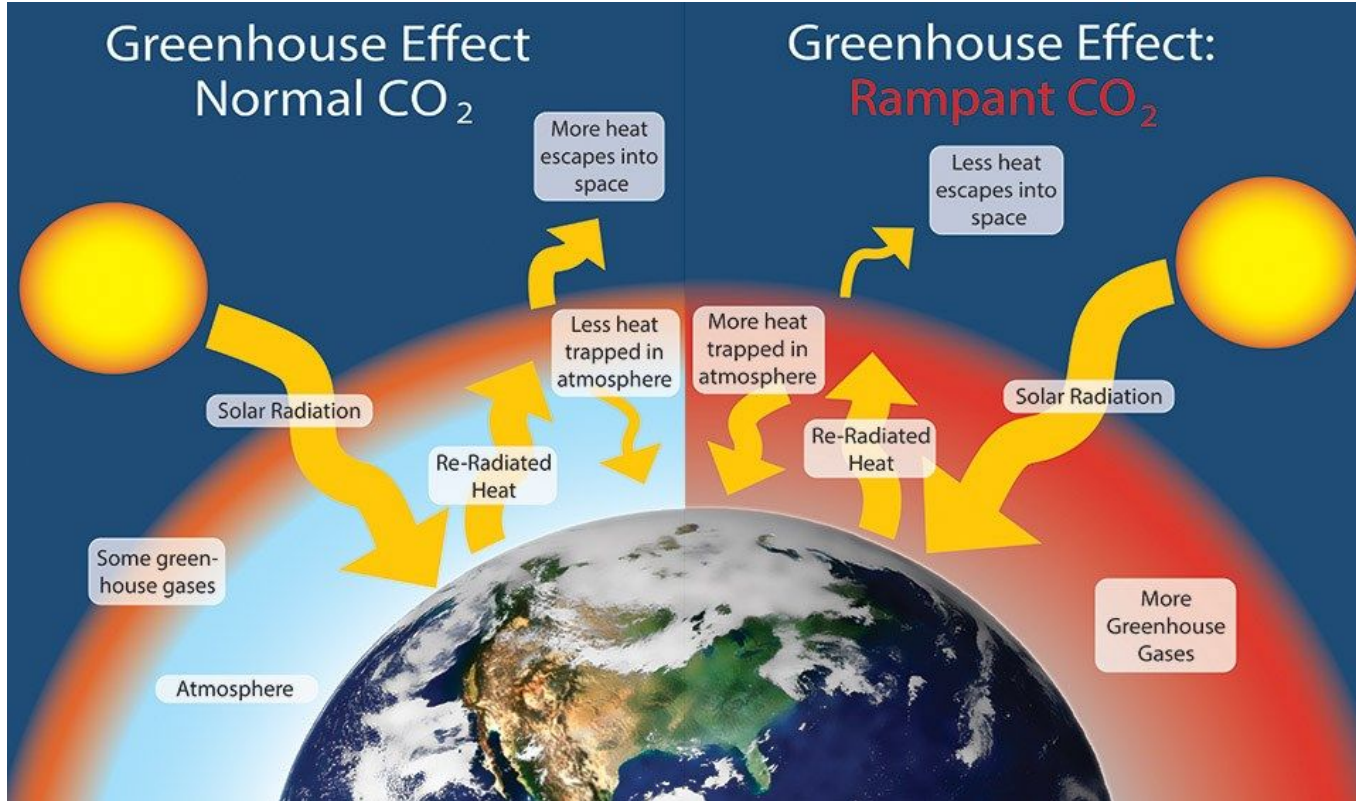 Greenhouse Effect
Normal CO₂
More heat
escapes into
space
Less heat
trapped in
atmosphere
Solar Radiation
Re-Radiated
Heat
Some green-
house gases
Atmosphere
Greenhouse Effect:
Rampant CO₂
Less heat
escapes into
space
More heat
trapped in
atmosphere
Solar Radiation
Re-Radiated
Heat
More
Greenhouse
Gases